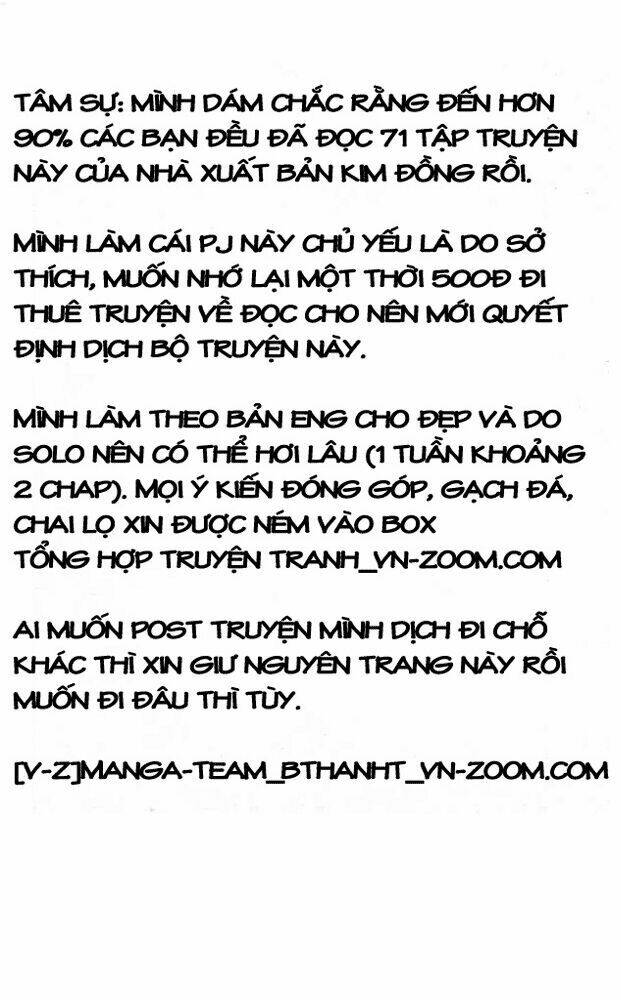 TÂM SỰ: MÌNH DÁM CHẮC RẰNG ĐẾN HƠN
90% CÁC BẠN ĐỀU ĐÃ ĐỌC 71 TẬP TRUYỆN
NÀY CỦA NHÀ XUẤT BẢN KIM ĐỒNG RỒI.
MÌNH LÀM CÁI PJ NÀY CHỦ YẾU LÀ DO SỞ
THÍCH, MUỐN NHỚ LẠI MỘT THỜI 500Đ ĐI
THUÊ TRUYỆN VỀ ĐỌC CHO NÊN MỚI QUYẾT
ĐỊNH DỊCH BỘ TRUYỆN NÀY.
MÌNH LÀM THEO BẢN ENG CHO ĐẸP VÀ DO
SOLO NÊN CÓ THỂ HƠI LÂU (1 TUẦN KHOẢNG
2 CHAP). MỌI Ý KIẾN ĐÓNG GÓP, GẠCH ĐÁ,
CHAI LỌ XIN ĐƯỢC NÉM VÀO BOX
TỔNG HỢP TRUYỆN TRANH_VN-ZOOM.COM
AI MUỐN POST TRUYỆN MÌNH DỊCH ĐI CHỖ
KHÁC THÌ XIN GIƯ NGUYÊN TRANG NÀY RỒI
MUỐN ĐI ĐÂU THÌ TÙY.
[V-Z]MANGA-TEAM_BTHANHT_VN-ZOOM.COM